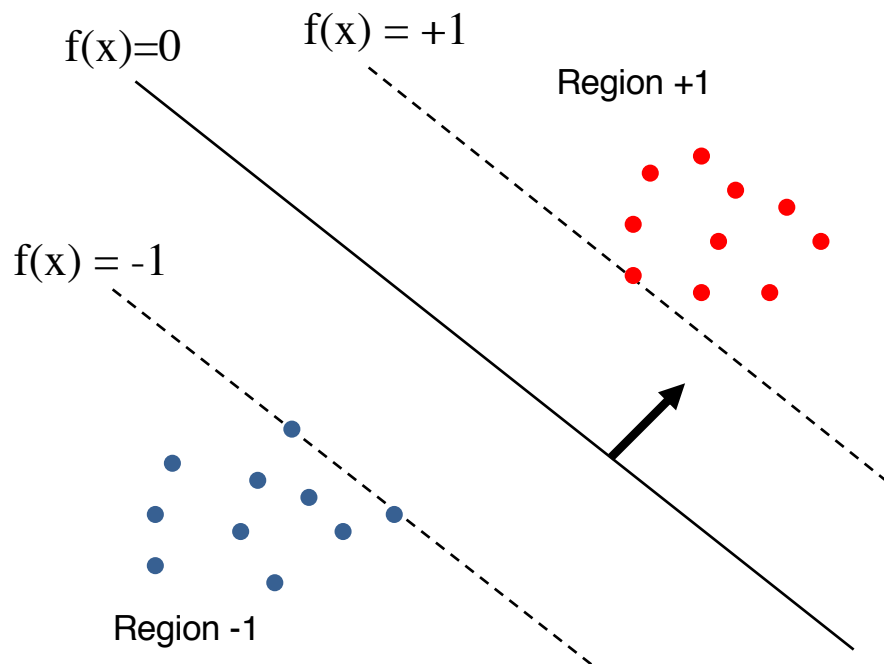 f(x) = +1
f(x)=0
Region +1
f(x) = -1
Region -1